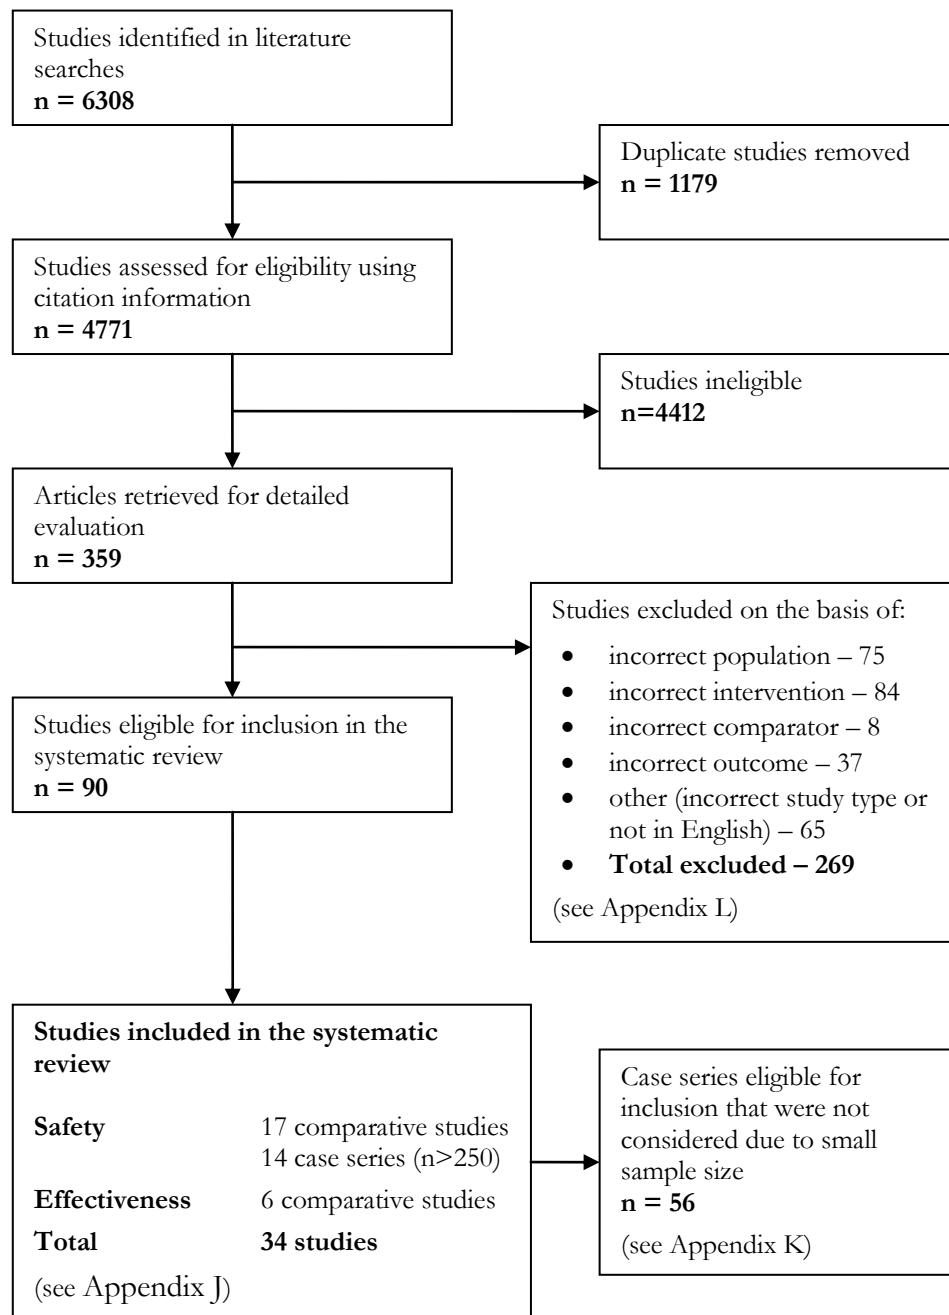 Studies identified in literature
searches
n = 6308
Duplicate studies removed
n = 1179
Studies assessed for eligibility using
citation information
n = 4771
Studies ineligible
n=4412
Articles retrieved for detailed
evaluation
n = 359
Studies excluded on the basis of:
• incorrect population – 75
• incorrect intervention – 84
• incorrect comparator – 8
• incorrect outcome – 37
• other (incorrect study type or
not in English) – 65
• Total excluded – 269
(see Appendix L)
Studies eligible for inclusion in the
systematic review
n = 90
Studies included in the systematic
review
Safety 17 comparative studies
14 case series (n>250)
Effectiveness 6 comparative studies
Total 34 studies
(see Appendix J)
Case series eligible for
inclusion that were not
considered due to small
sample size
n = 56
(see Appendix K)